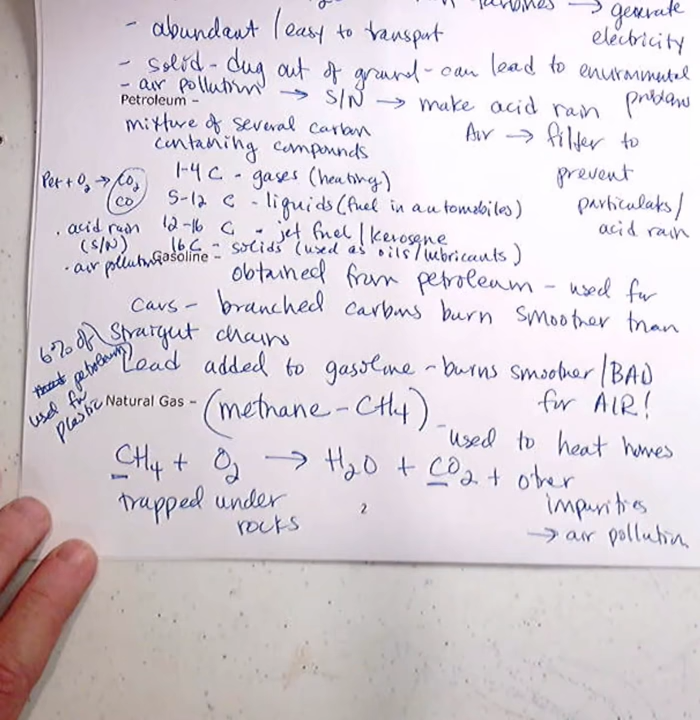 turbines → generate
electricity
- abundant / easy to transport
- solid - dug out of ground - can lead to environmental
problems
- air pollution → S/N → make acid rain
Petroleum -
mixture of several carbon
containing compounds
Air → filter to
prevent
particulates/
acid rain
Pet + O2 → CO2
CO
1-4 C - gases (heating)
5-12 C - liquids (fuel in automobiles)
. acid rain
(S/N)
12-16 C - jet fuel / kerosene
16 C - solids (used as oils/lubricants)
· air pollution
Gasoline -
obtained from petroleum - used for
cars - branched carbons burn smoother than
straight chains
6% of
petroleum
used for
plastic
Lead added to gasoline - burns smoother / BAD
for AIR!
Natural Gas - (methane - CH4)
- used to heat homes
CH4 + O2 → H2O + CO2 + other
impurities
→ air pollution
trapped under
rocks
2